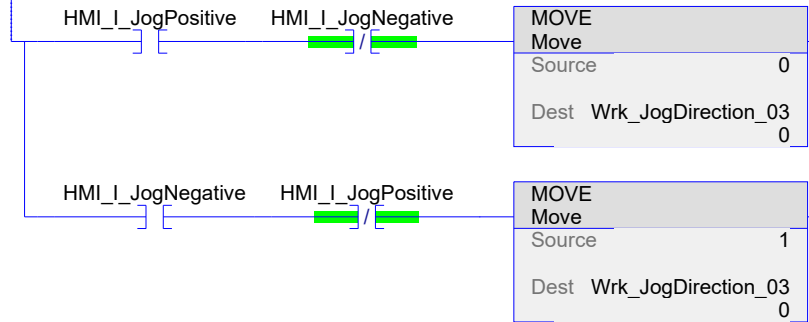 HMI_I_JogPositive HMI_I_JogNegative MOVE
Move
Source 0
Dest Wrk_JogDirection_03
0
HMI_I_JogNegative HMI_I_JogPositive MOVE
Move
Source 1
Dest Wrk_JogDirection_03
0